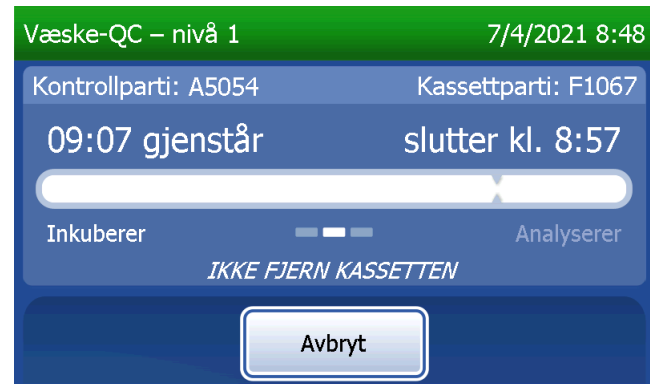 Væske-QC – nivå 1 7/4/2021 8:48
Kontrollparti: A5054 Kassettparti: F1067
09:07 gjenstår slutter kl. 8:57
Inkuberer Analyserer
IKKE FJERN KASSETTEN
Avbryt